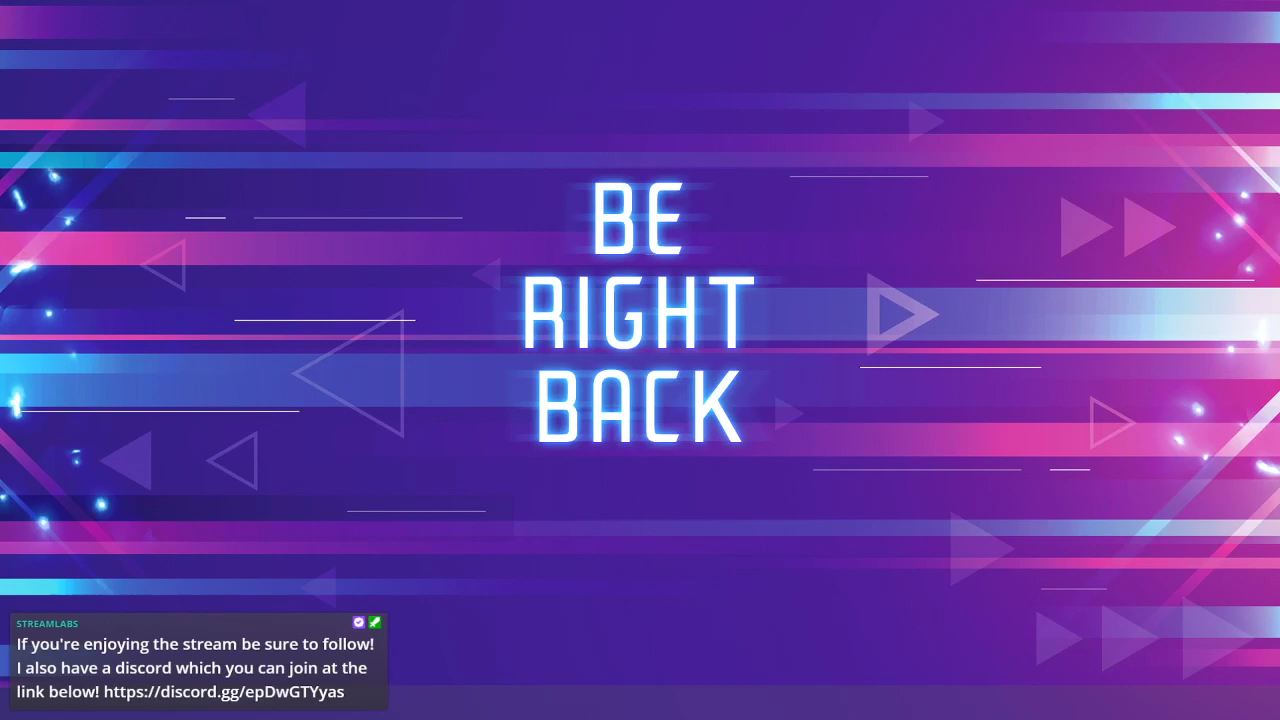 BE
RIGHT
BACK
STREAMLABS
If you're enjoying the stream be sure to follow!
I also have a discord which you can join at the
link below! https://discord.gg/epDwGTYyas